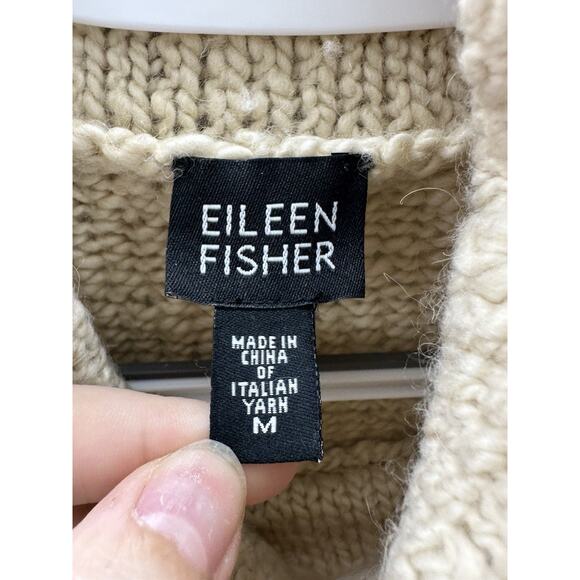 EILEEN
FISHER
MADE IN
CHINA
OF
ITALIAN
YARN
M